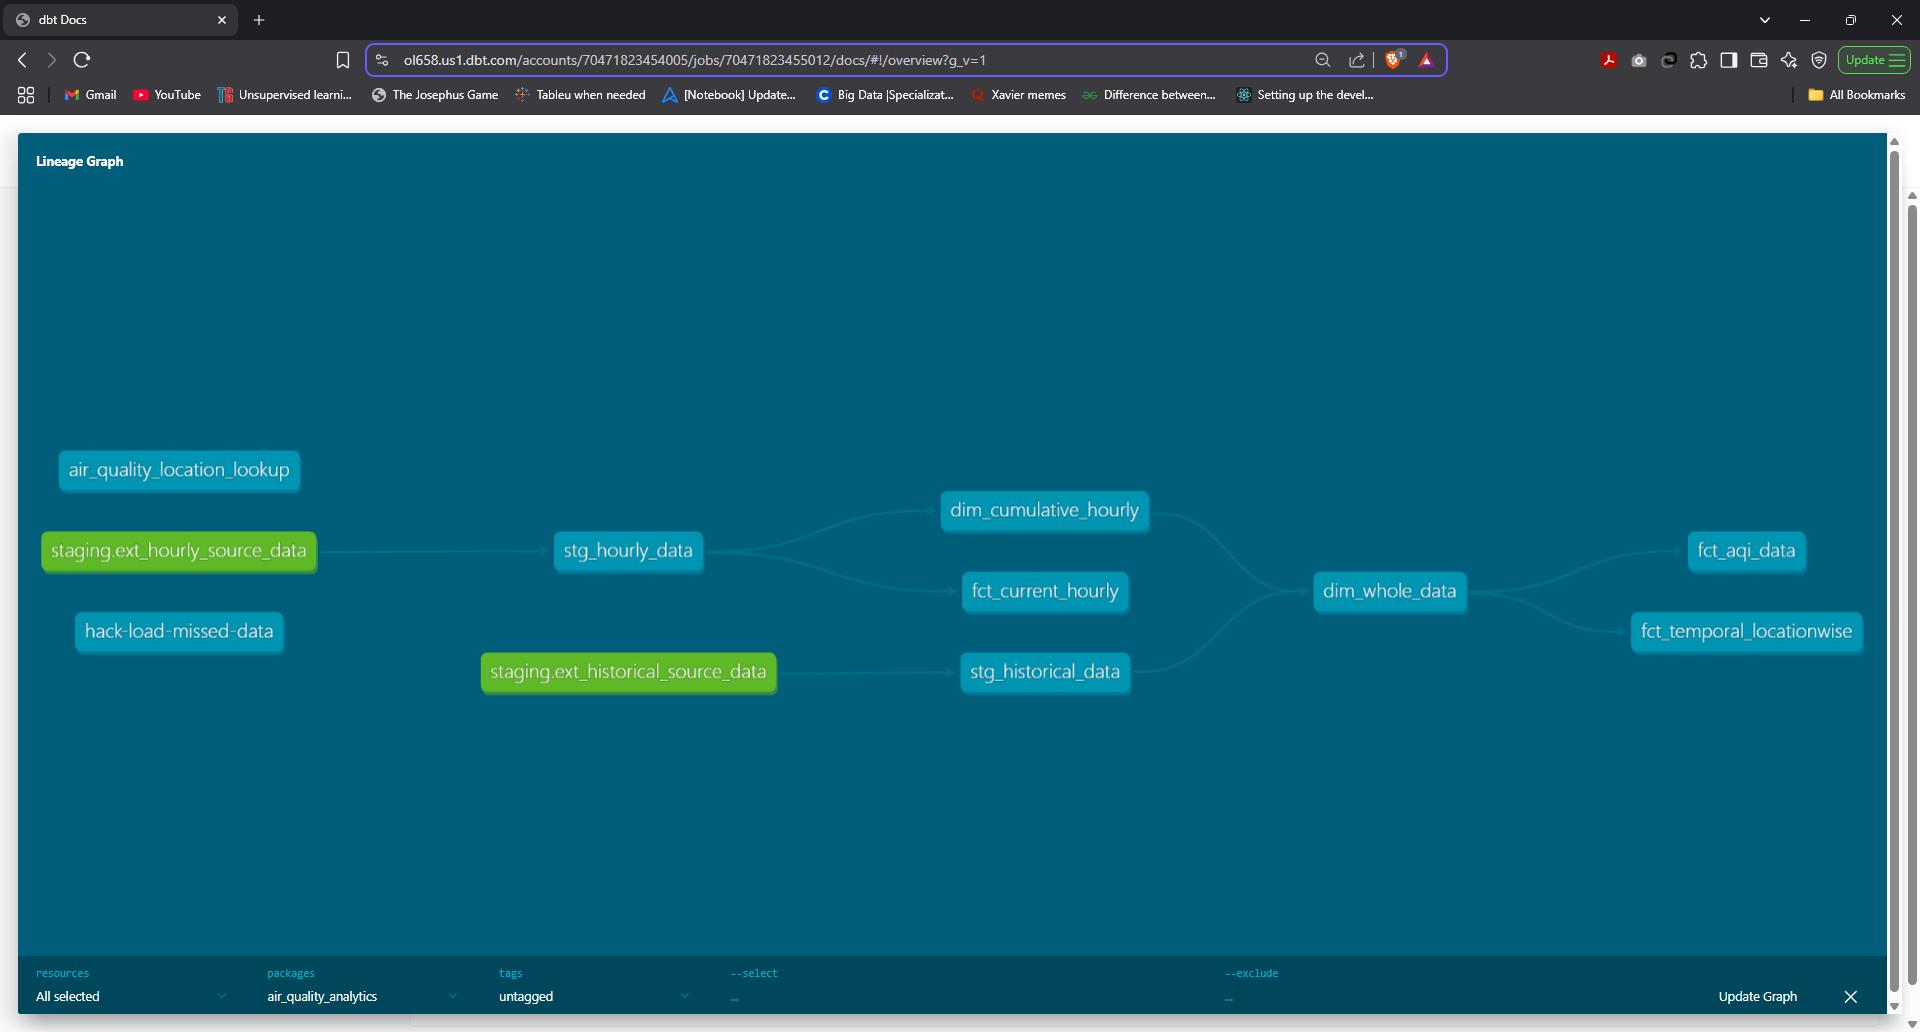 dbt Docs
ol658.us1.dbt.com/accounts/70471823454005/jobs/70471823455012/docs/#!/overview?g_v=1
1
Update
Gmail
YouTube
Unsupervised learni...
The Josephus Game
Tableu when needed
[Notebook] Update...
Big Data |Specializat...
Xavier memes
Difference between...
Setting up the devel...
All Bookmarks
Lineage Graph
air_quality_location_lookup
staging.ext_hourly_source_data
hack-load-missed-data
stg_hourly_data
staging.ext_historical_source_data
dim_cumulative_hourly
fct_current_hourly
stg_historical_data
dim_whole_data
fct_aqi_data
fct_temporal_locationwise
resources
All selected
packages
air_quality_analytics
tags
untagged
--select
...
--exclude
...
Update Graph